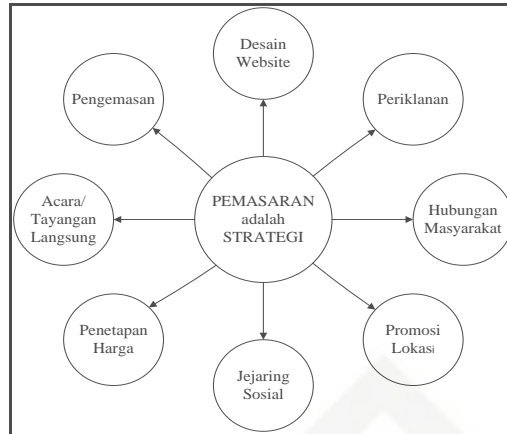 Desain
Website
Pengemasan
Periklanan
Acara/
Tayangan
Langsung
PEMASARAN
adalah
STRATEGI
Hubungan
Masyarakat
Penetapan
Harga
Promosi
Lokasi
Jejaring
Sosial